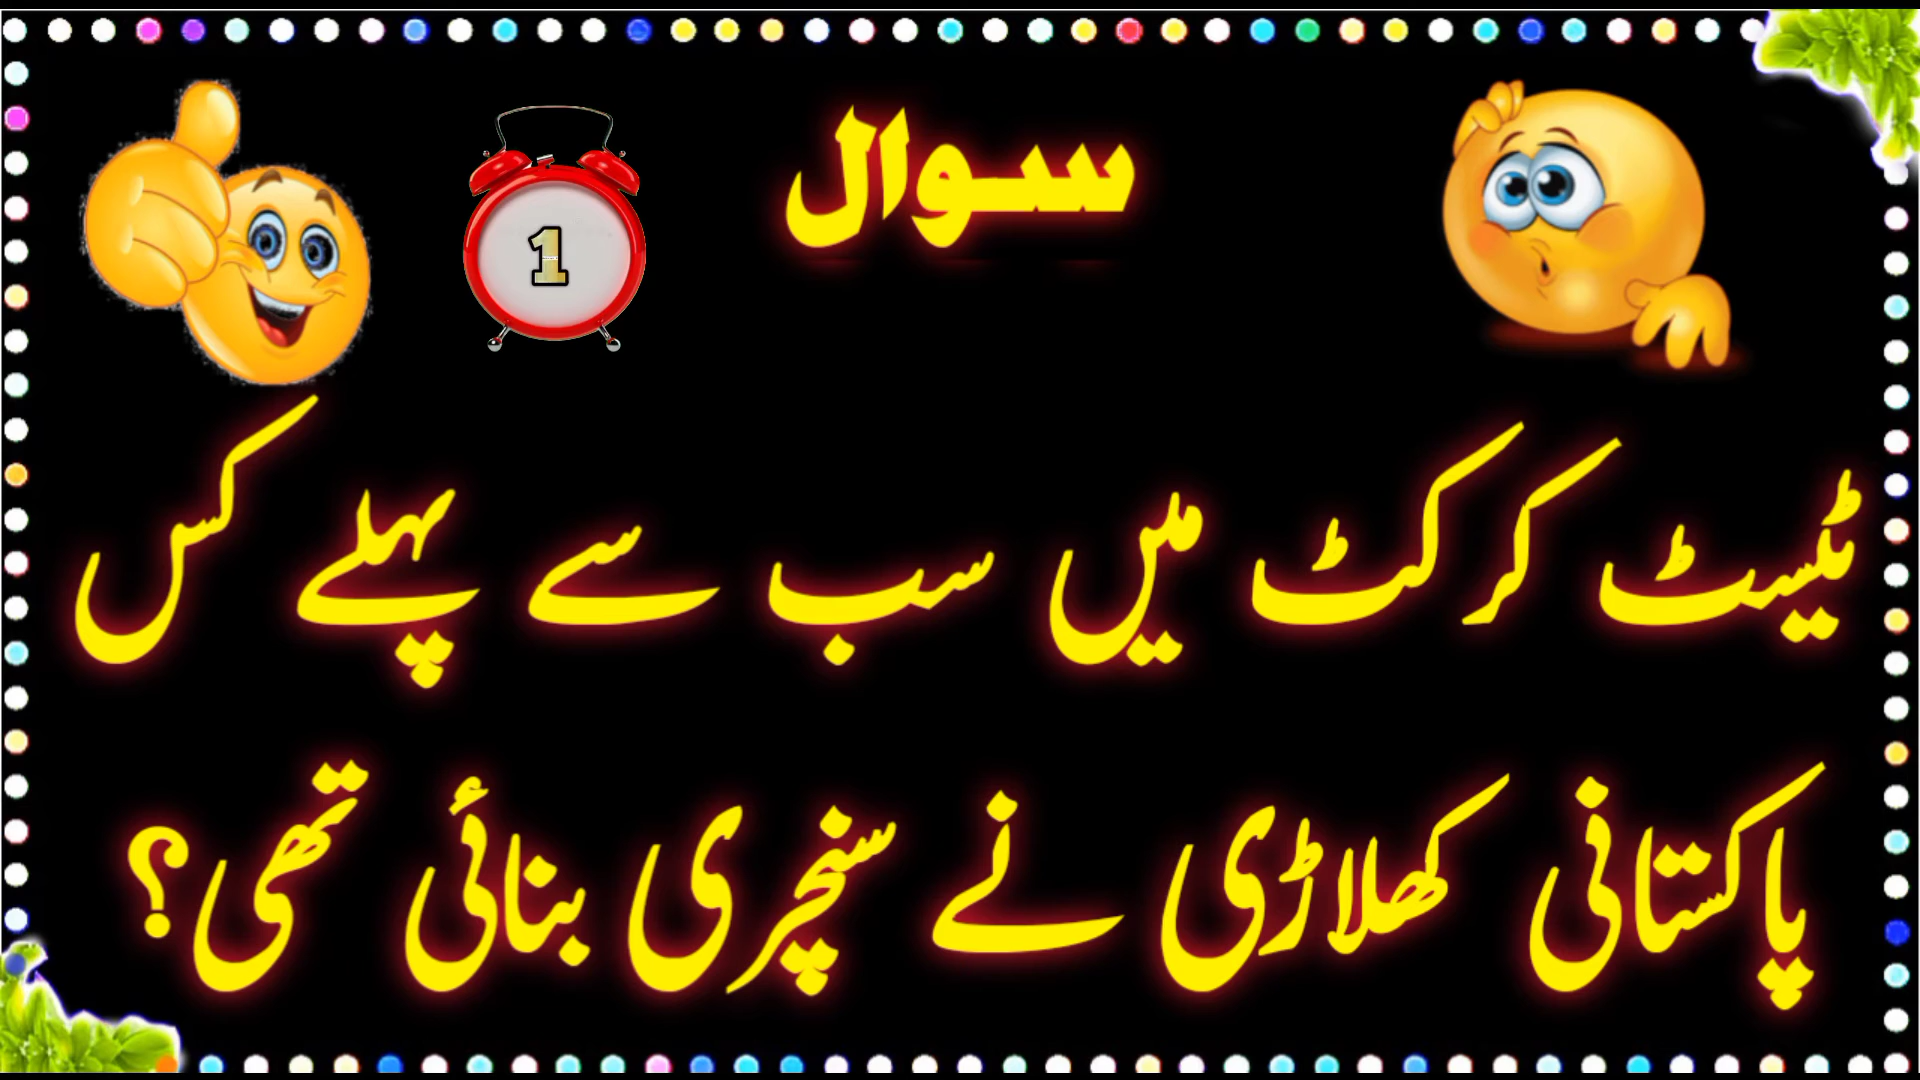 سوال
1
ٹیسٹ کرکٹ میں سب سے پہلے کس
پاکستانی کھلاڑی نے سنچری بنائی تھی؟